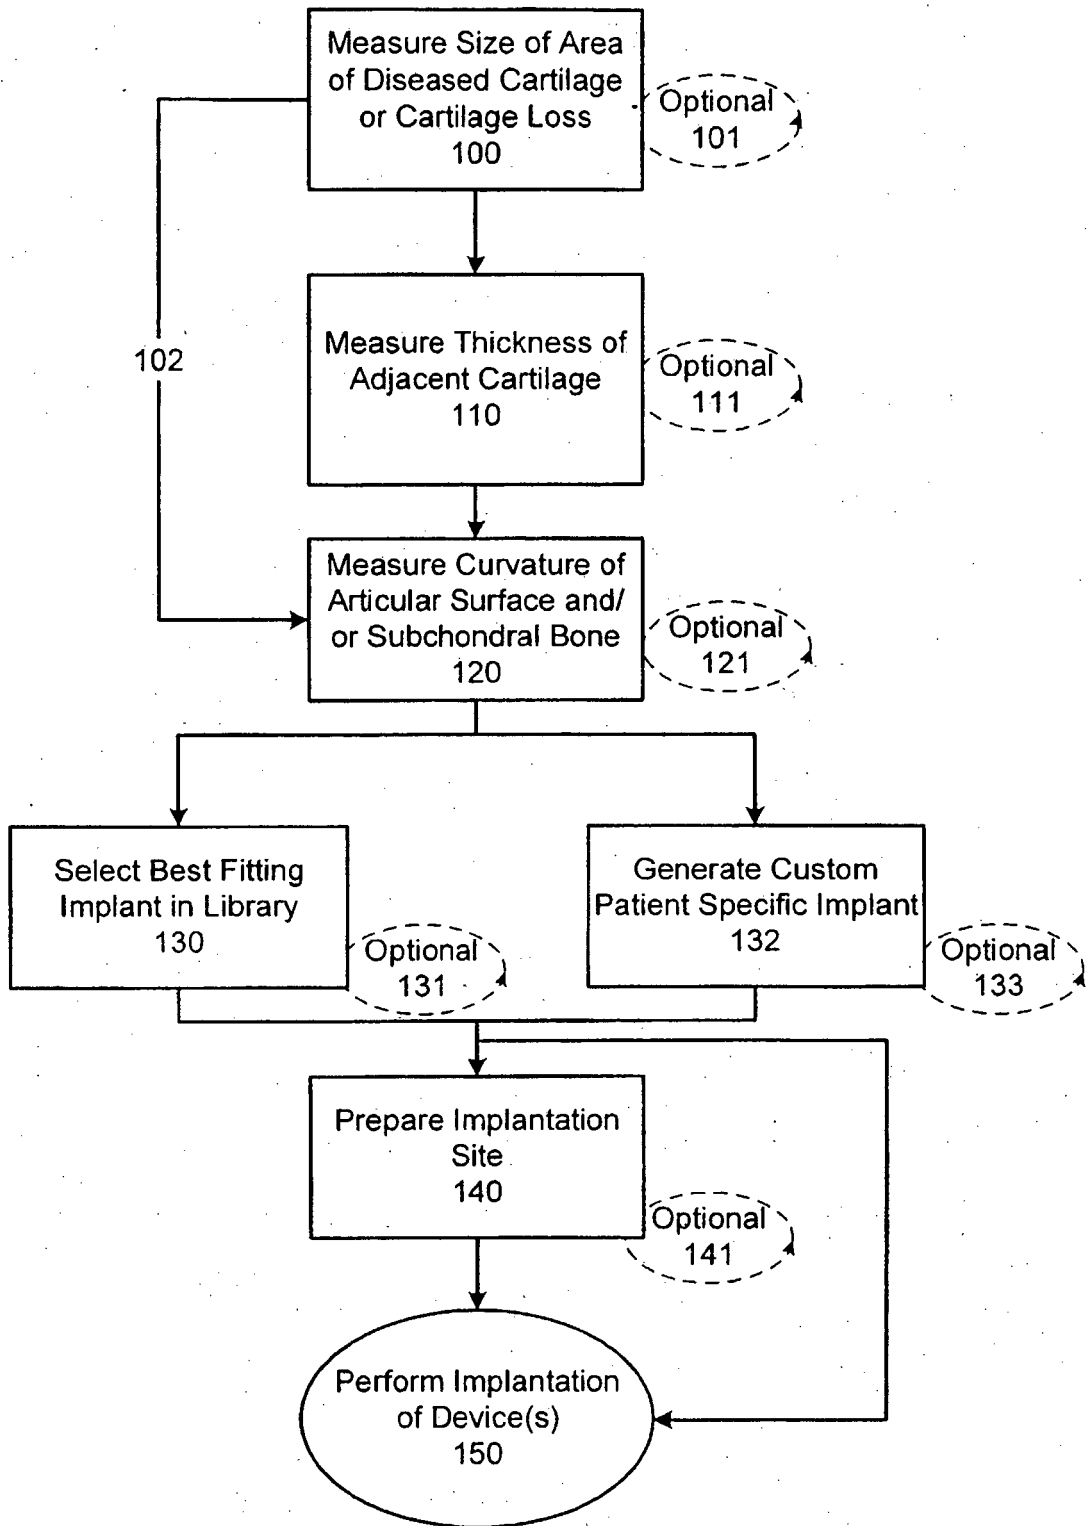 Measure Size of Area
of Diseased Cartilage
or Cartilage Loss
100
Optional
101
102
Measure Thickness of
Adjacent Cartilage
110
Optional
111
Measure Curvature of
Articular Surface and/
or Subchondral Bone
120
Optional
121
Select Best Fitting
Implant in Library
130
Optional
131
Generate Custom
Patient Specific Implant
132
Optional
133
Prepare Implantation
Site
140
Optional
141
Perform Implantation
of Device(s)
150